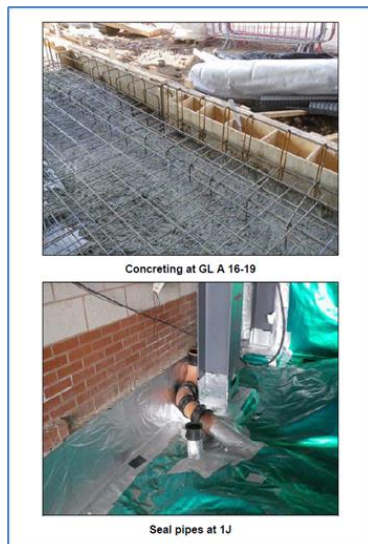 Concreting at GL A 16-19
Seal pipes at 1J